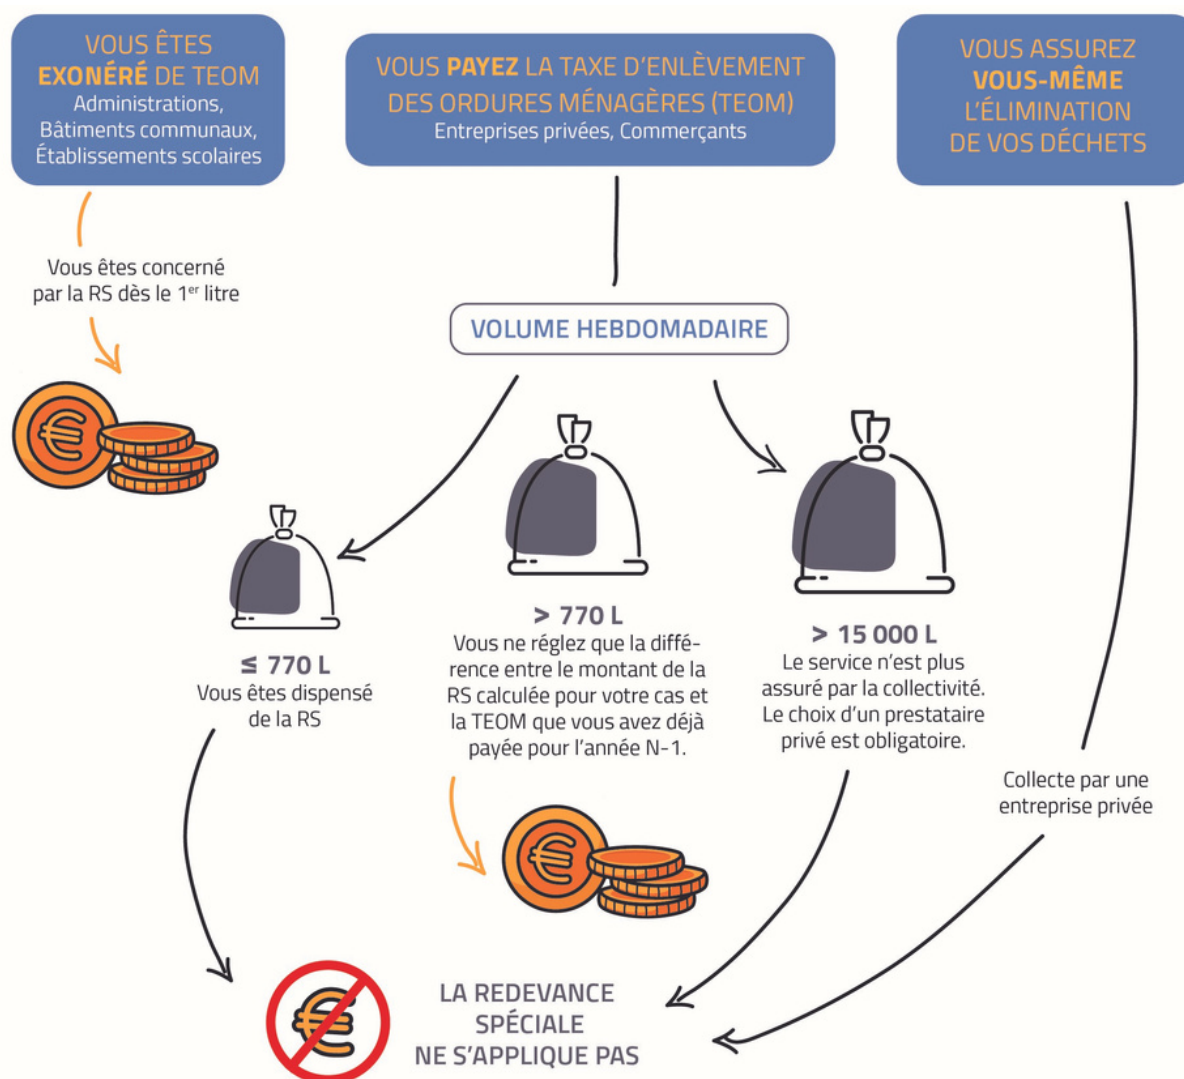 VOUS ÊTES
EXONÉRÉ DE TEOM
Administrations,
Bâtiments communaux,
Établissements scolaires
VOUS PAYEZ LA TAXE D'ENLÈVEMENT
DES ORDURES MÉNAGÈRES (TEOM)
Entreprises privées, Commerçants
VOUS ASSUREZ
VOUS-MÊME
L'ÉLIMINATION
DE VOS DÉCHETS
Vous êtes concerné
par la RS dès le 1er litre
VOLUME HEBDOMADAIRE
≤ 770 L
Vous êtes dispensé
de la RS
> 770 L
Vous ne réglez que la diffé-
rence entre le montant de la
RS calculée pour votre cas et
la TEOM que vous avez déjà
payée pour l'année N-1.
> 15 000 L
Le service n'est plus
assuré par la collectivité.
Le choix d'un prestataire
privé est obligatoire.
Collecte par une
entreprise privée
LA REDEVANCE
SPÉCIALE
NE S'APPLIQUE PAS